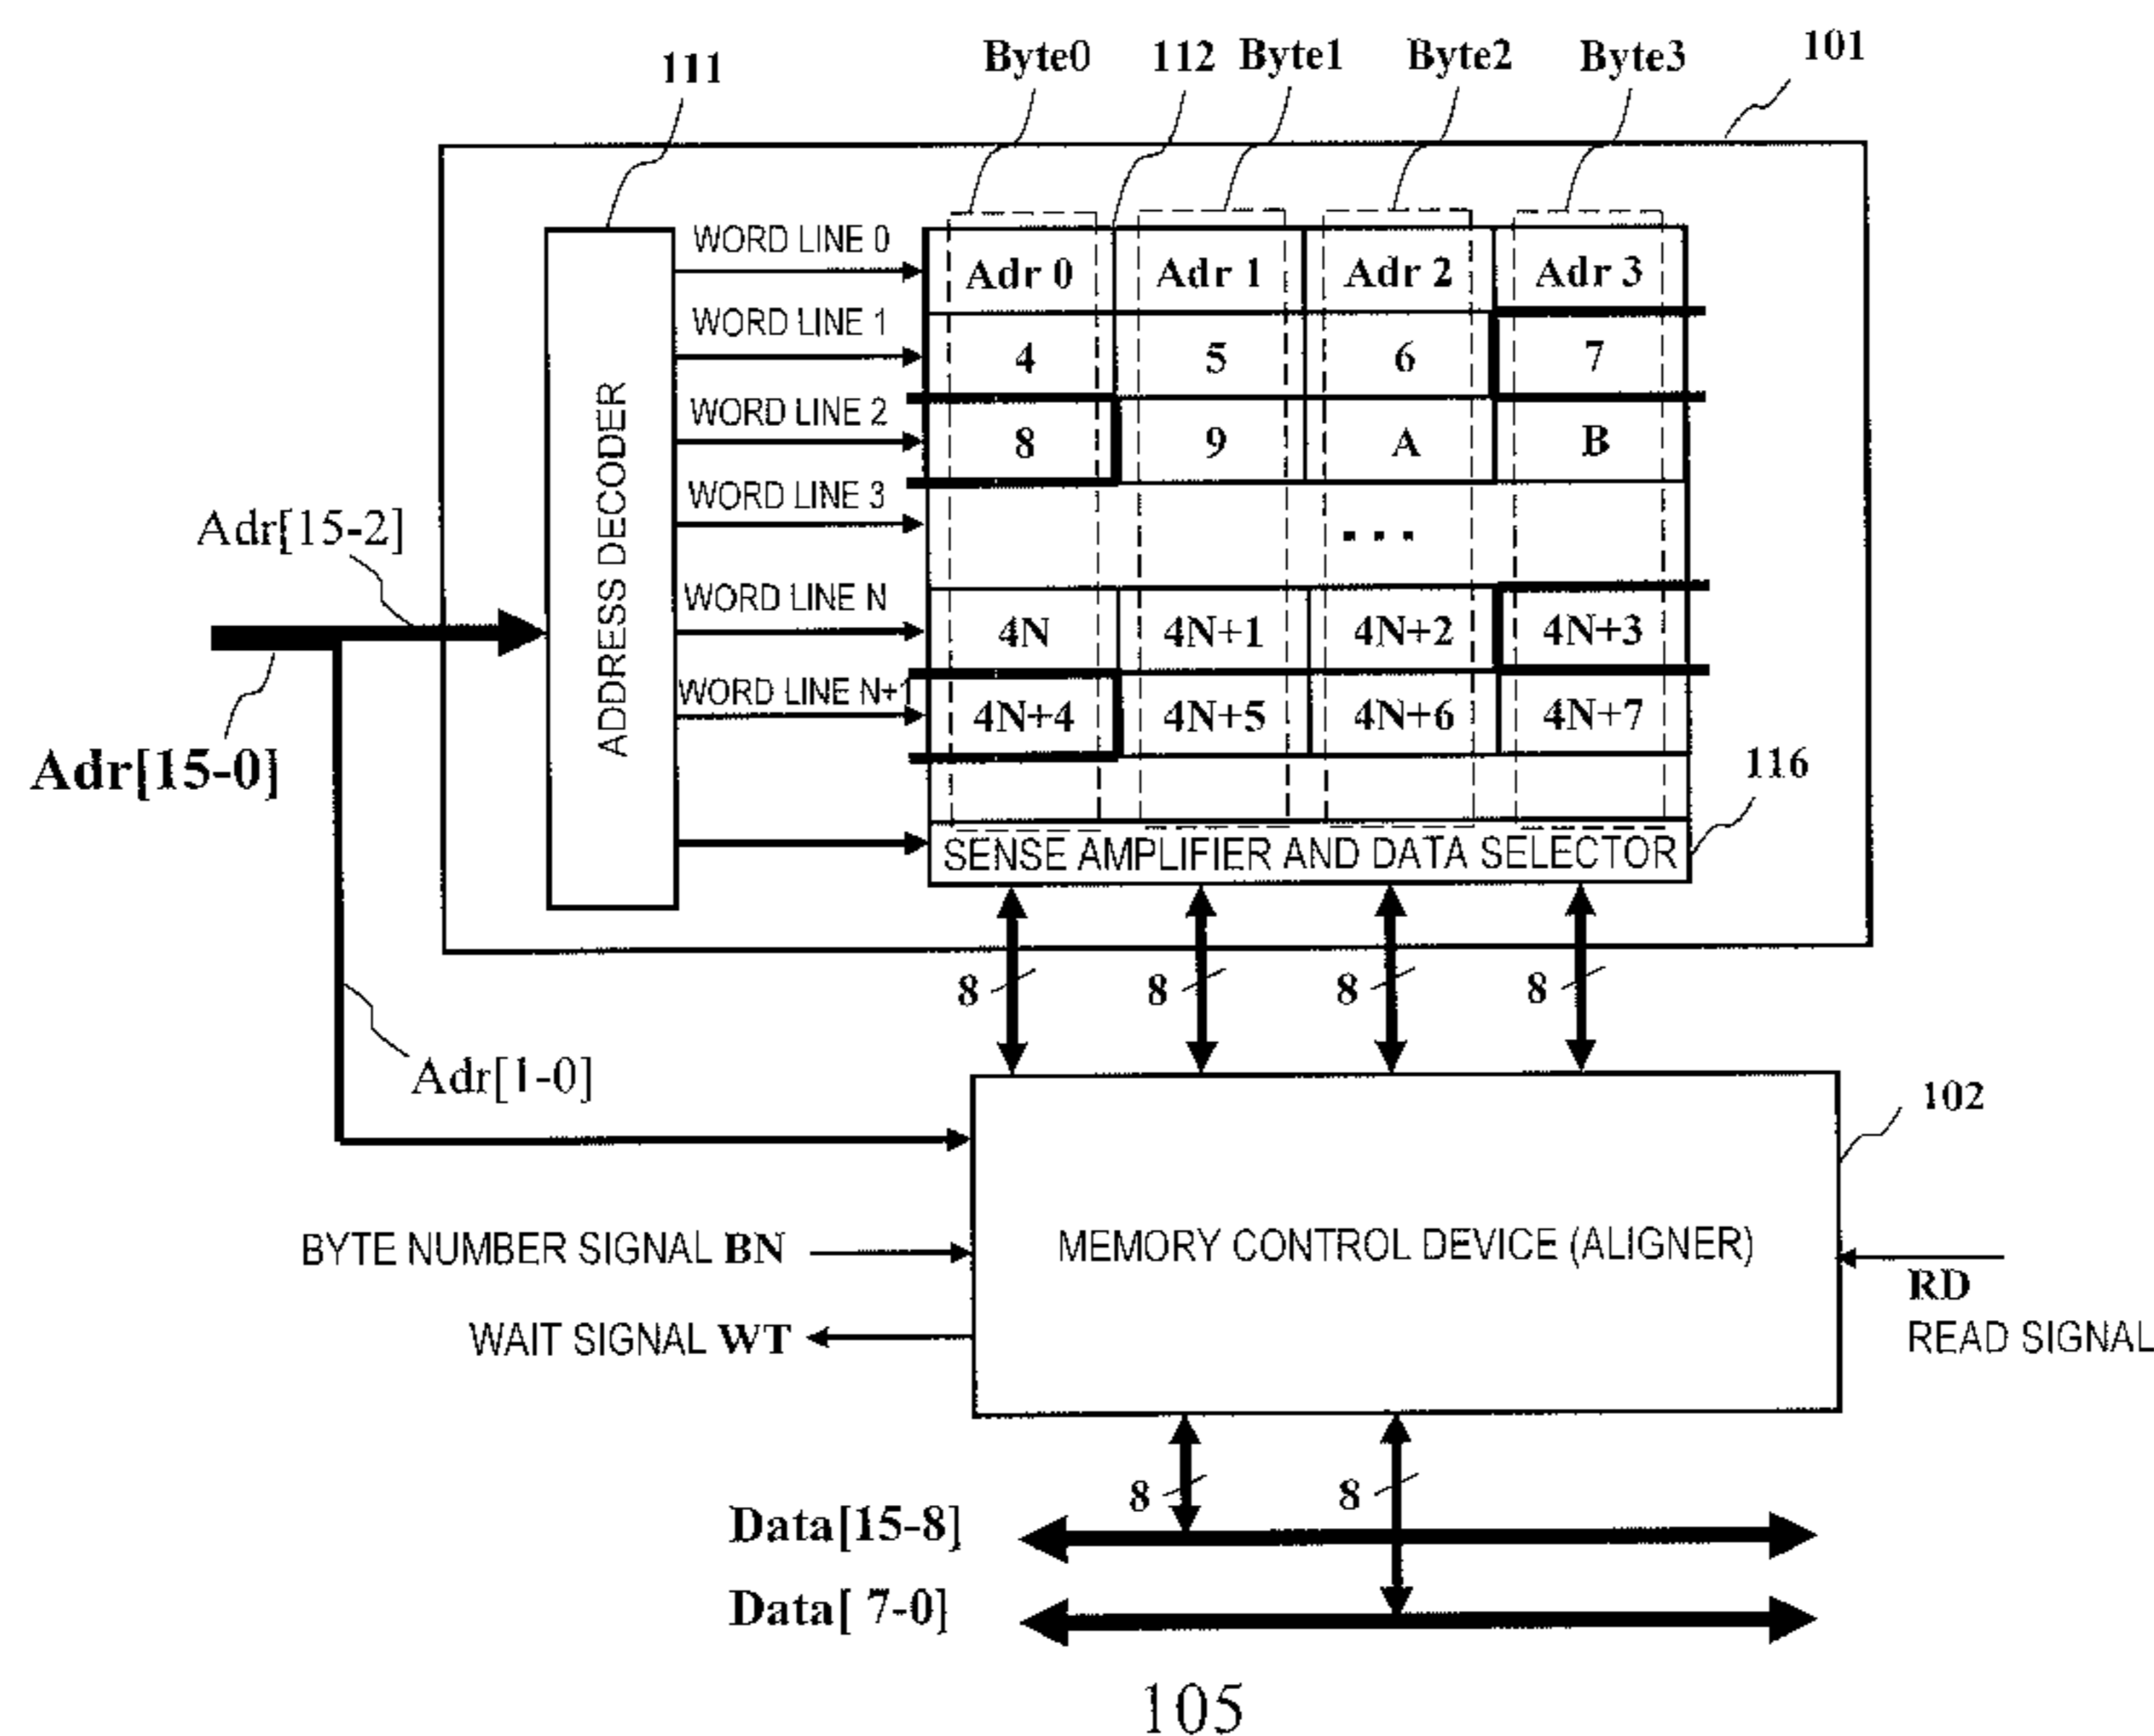 111 Byte0 112 Byte1 Byte2 Byte3 101
WORD LINE 0
Adr 0 Adr 1 Adr 2 Adr 3
WORD LINE 1
4 5 6 7
WORD LINE 2
8 9 A B
WORD LINE 3
...
Adr[15-2]
ADDRESS DECODER
WORD LINE N
4N 4N+1 4N+2 4N+3
WORD LINE N+1
4N+4 4N+5 4N+6 4N+7
Adr[15-0]
116
SENSE AMPLIFIER AND DATA SELECTOR
8 8 8 8
Adr[1-0]
102
BYTE NUMBER SIGNAL BN
MEMORY CONTROL DEVICE (ALIGNER)
RD
WAIT SIGNAL WT
READ SIGNAL
8 8
Data[15-8]
Data[ 7-0]
105